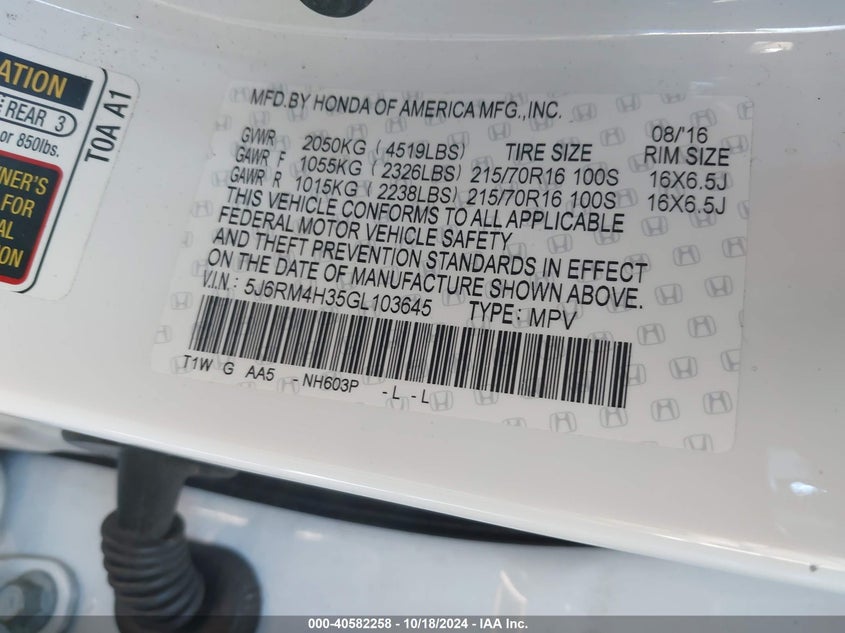 ATION
REAR 3
or 850lbs.
NER'S
FOR
AL
ON
T0A A1
MFD.BY HONDA OF AMERICA MFG.,INC.
08/'16
GVWR 2050KG (4519LBS) TIRE SIZE RIM SIZE
GAWR F 1055KG (2326LBS) 215/70R16 100S 16X6.5J
GAWR R 1015KG (2238LBS) 215/70R16 100S 16X6.5J
THIS VEHICLE CONFORMS TO ALL APPLICABLE
FEDERAL MOTOR VEHICLE SAFETY
AND THEFT PREVENTION STANDARDS IN EFFECT
ON THE DATE OF MANUFACTURE SHOWN ABOVE.
V.I.N.: 5J6RM4H35GL103645 TYPE: MPV
T1W G AA5 -NH603P -L -L
000-40582258 - 10/18/2024 - IAA Inc.